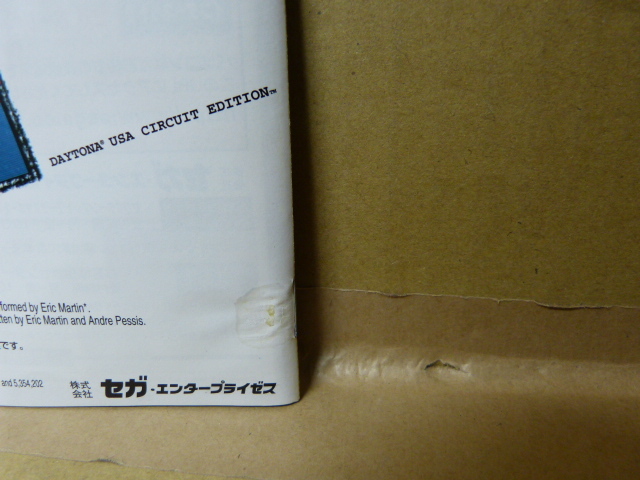 DAYTONA® USA CIRCUIT EDITION™
formed by Eric Martin".
ten by Eric Martin and Andre Pessis.
です。
and 5,354,202
株式会社 セガ・エンタープライゼス